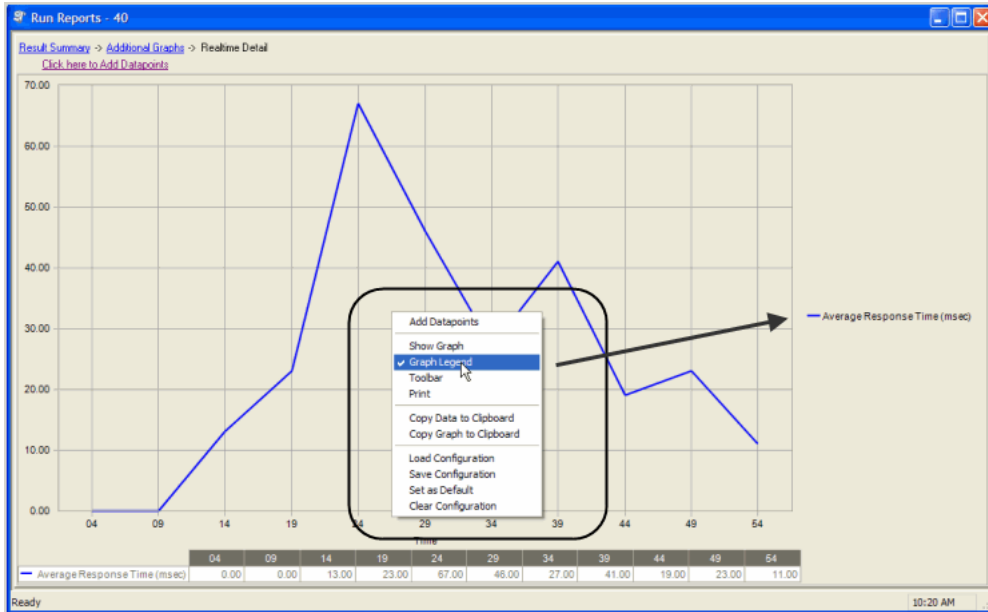 Run Reports - 40
Result Summary -> Additional Graphs -> Realtime Detail
Click here to Add Datapoints
70.00
60.00
50.00
40.00
30.00
20.00
10.00
0.00
Add Datapoints
Show Graph
Graph Legend
Toolbar
Print
Copy Data to Clipboard
Copy Graph to Clipboard
Load Configuration
Save Configuration
Set as Default
Clear Configuration
Average Response Time (msec)
04 09 14 19 24 29 34 39 44 49 54
Time
04 09 14 19 24 29 34 39 44 49 54
Average Response Time (msec) 0.00 0.00 13.00 23.00 67.00 46.00 27.00 41.00 19.00 23.00 11.00
Ready 10:20 AM